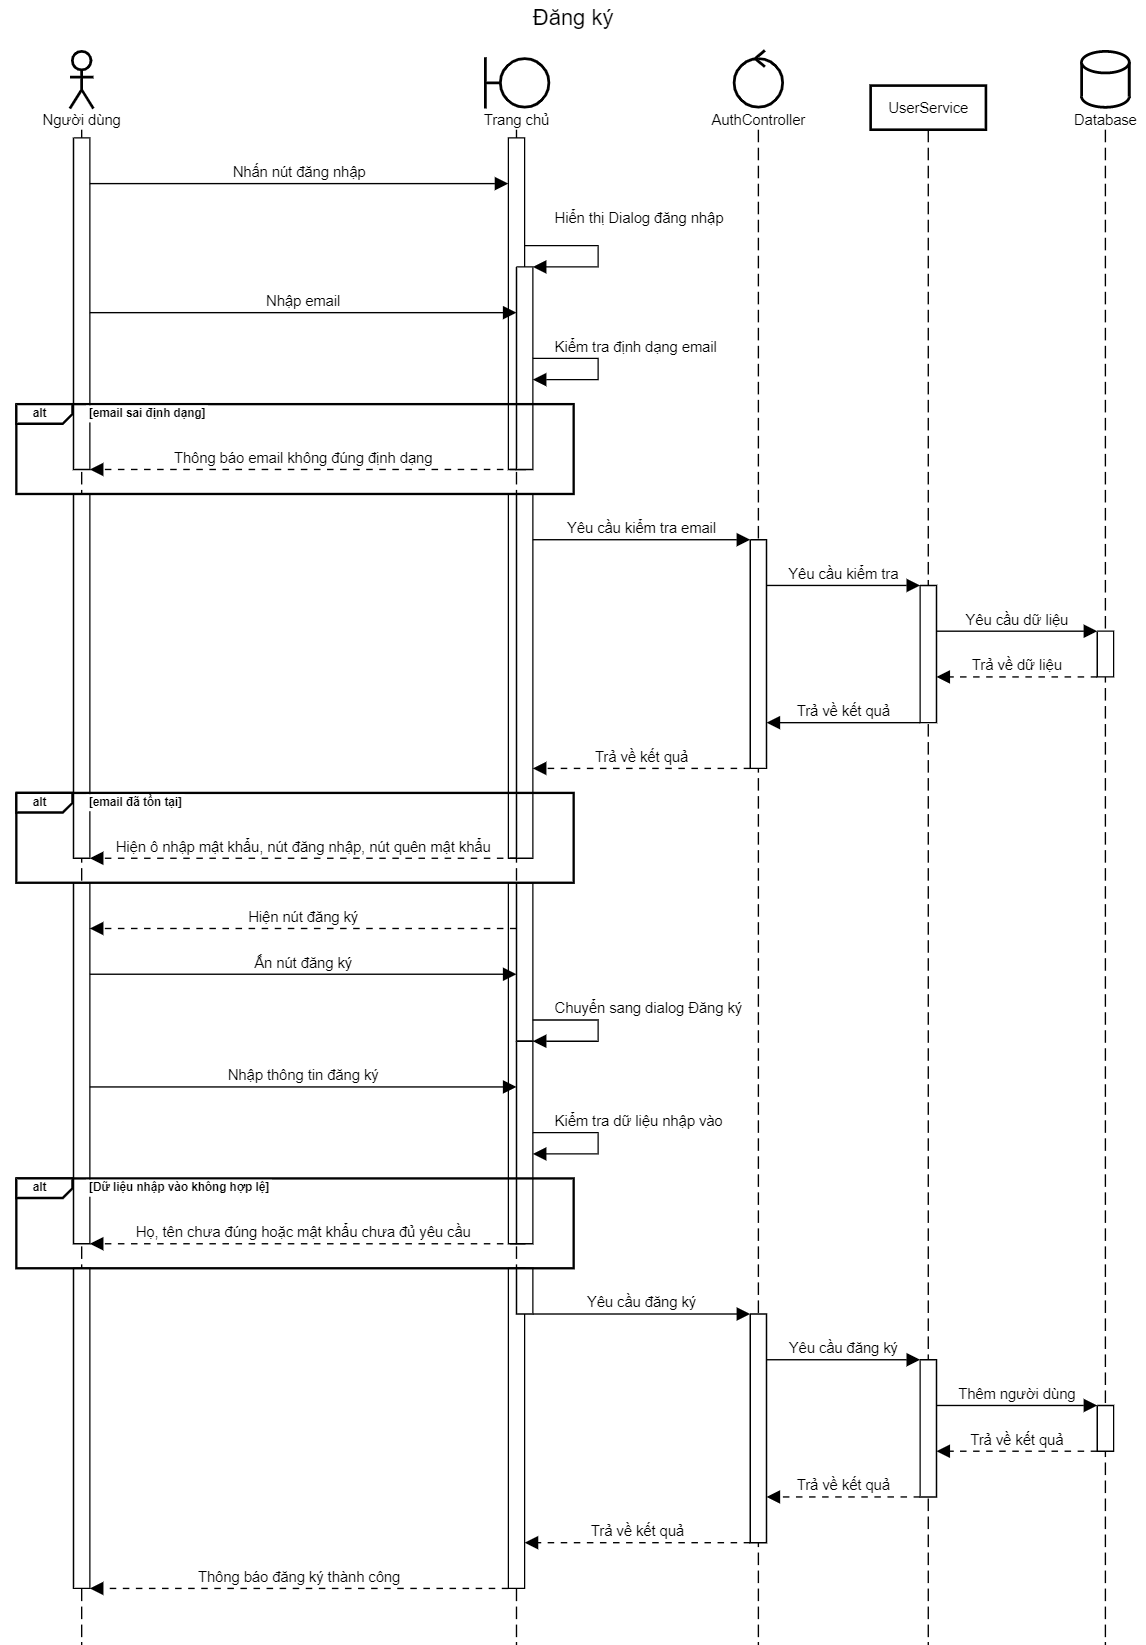 Đăng ký
Người dùng
Trang chủ
AuthController
UserService
Database
Nhấn nút đăng nhập
Hiển thị Dialog đăng nhập
Nhập email
Kiểm tra định dạng email
alt [email sai định dạng]
Thông báo email không đúng định dạng
Yêu cầu kiểm tra email
Yêu cầu kiểm tra
Yêu cầu dữ liệu
Trả về dữ liệu
Trả về kết quả
Trả về kết quả
alt [email đã tồn tại]
Hiện ô nhập mật khẩu, nút đăng nhập, nút quên mật khẩu
Hiện nút đăng ký
Ấn nút đăng ký
Chuyển sang dialog Đăng ký
Nhập thông tin đăng ký
Kiểm tra dữ liệu nhập vào
alt [Dữ liệu nhập vào không hợp lệ]
Họ, tên chưa đúng hoặc mật khẩu chưa đủ yêu cầu
Yêu cầu đăng ký
Yêu cầu đăng ký
Thêm người dùng
Trả về kết quả
Trả về kết quả
Trả về kết quả
Thông báo đăng ký thành công